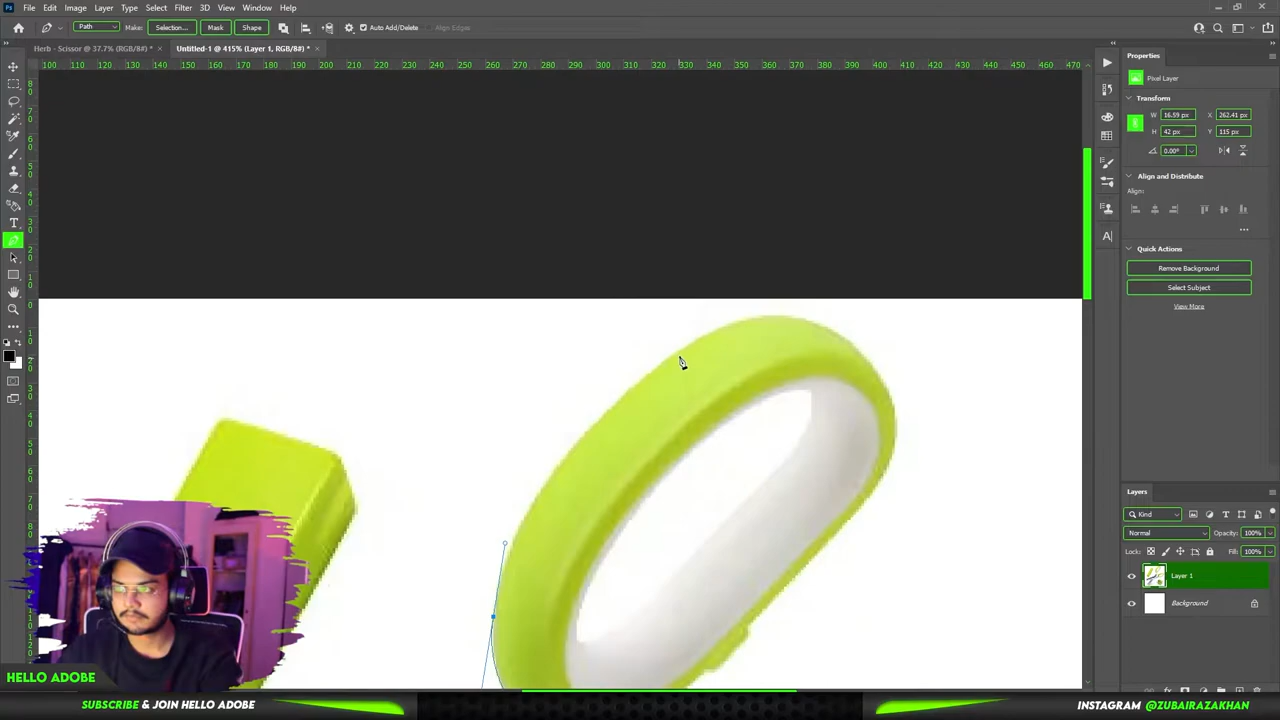 File Edit Image Layer Type Select Filter 3D View Window Help
Path Make: Selection... Mask Shape Auto Add/Delete Align Edges
Herb - Scissor @ 37.7% (RGB/8#) * × Untitled-1 @ 415% (Layer 1, RGB/8#) * ×
100 110 120 130 140 150 160 170 180 190 200 210 220 230 240 250 260 270 280 290 300 310 320 330 340 350 360 370 380 390 400 410 420 430 440 450 460 470
Properties
Pixel Layer
Transform
W 16.59 px X 262.41 px
H 42 px Y 115 px
0.00°
Align and Distribute
Align:
Quick Actions
Remove Background
Select Subject
View More
Layers
Kind
Normal Opacity: 100%
Lock: Fill: 100%
Layer 1
Background
HELLO ADOBE
SUBSCRIBE & JOIN HELLO ADOBE
INSTAGRAM @ZUBAIRAZAKHAN